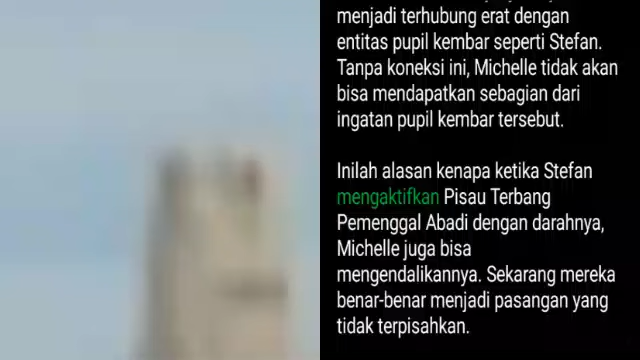 menjadi terhubung erat dengan
entitas pupil kembar seperti Stefan.
Tanpa koneksi ini, Michelle tidak akan
bisa mendapatkan sebagian dari
ingatan pupil kembar tersebut.
Inilah alasan kenapa ketika Stefan
mengaktifkan Pisau Terbang
Pemenggal Abadi dengan darahnya,
Michelle juga bisa
mengendalikannya. Sekarang mereka
benar-benar menjadi pasangan yang
tidak terpisahkan.